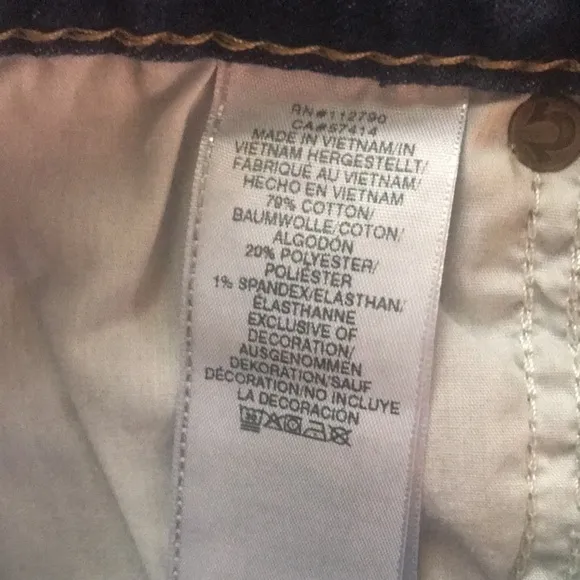 RN#112790
CA#57414
MADE IN VIETNAM/IN
VIETNAM HERGESTELLT/
FABRIQUÉ AU VIETNAM/
HECHO EN VIETNAM
79% COTTON/
BAUMWOLLE/COTON/
ALGODÓN
20% POLYESTER/
POLIÉSTER
1% SPANDEX/ELASTHAN/
ÉLASTHANNE
EXCLUSIVE OF
DECORATION/
AUSGENOMMEN
DEKORATION/SAUF
DÉCORATION/NO INCLUYE
LA DECORACIÓN